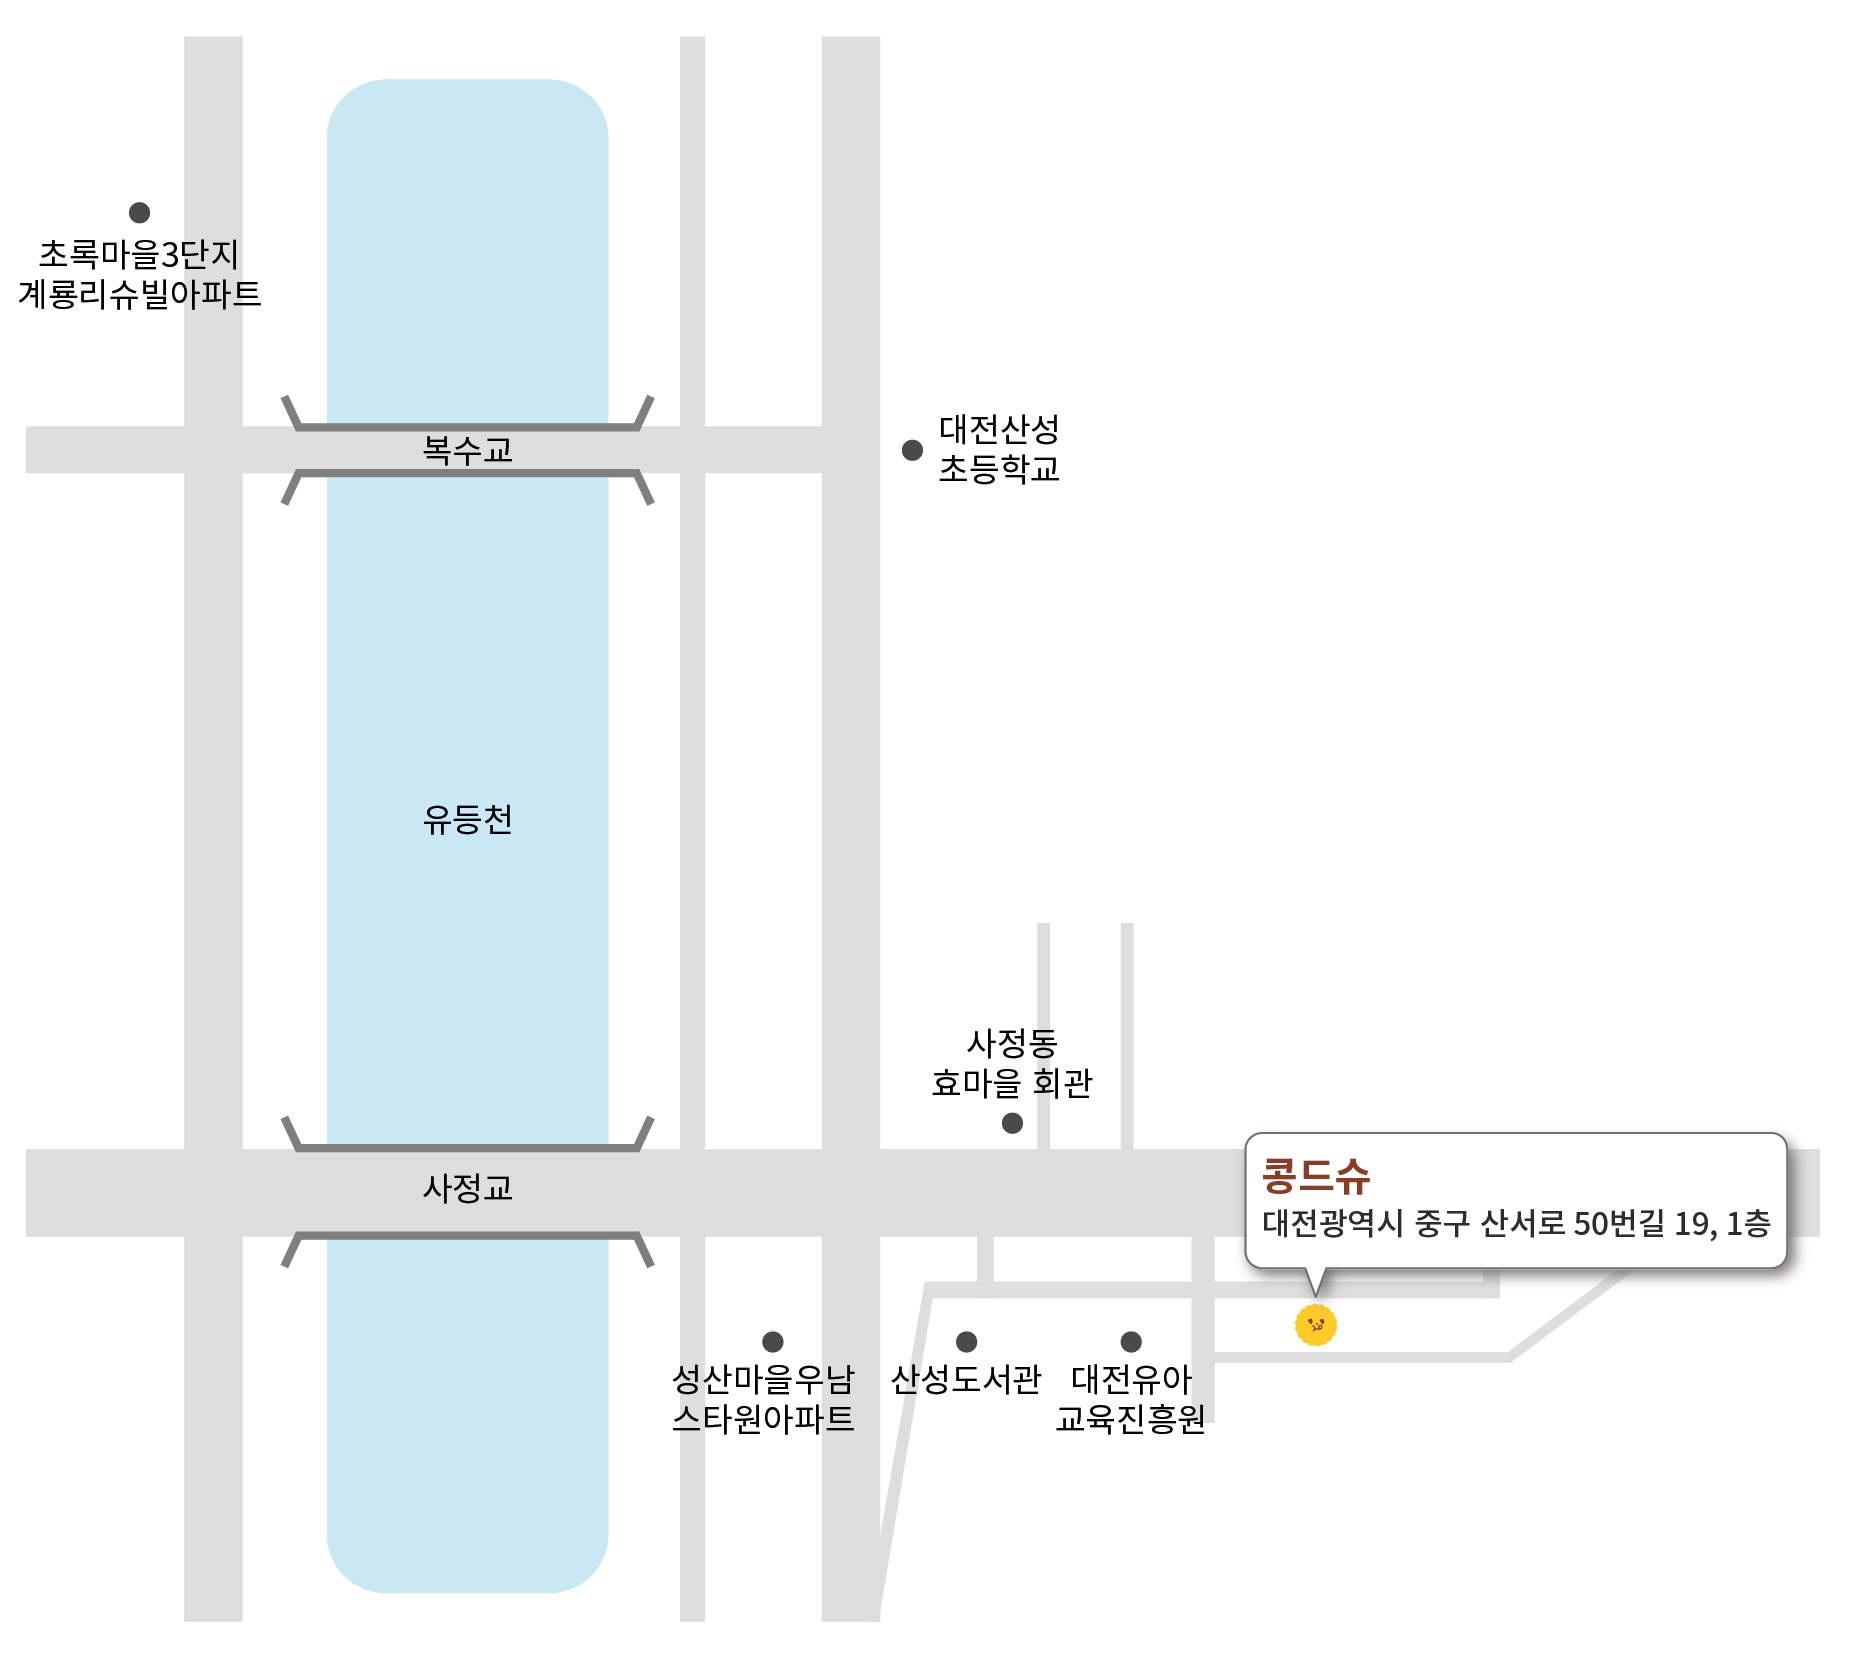 초록마을3단지
계룡리슈빌아파트
대전산성
초등학교
복수교
유등천
사정동
효마을 회관
사정교
콩드슈
대전광역시 중구 산서로 50번길 19, 1층
성산마을우남
스타원아파트
산성도서관
대전유아
교육진흥원